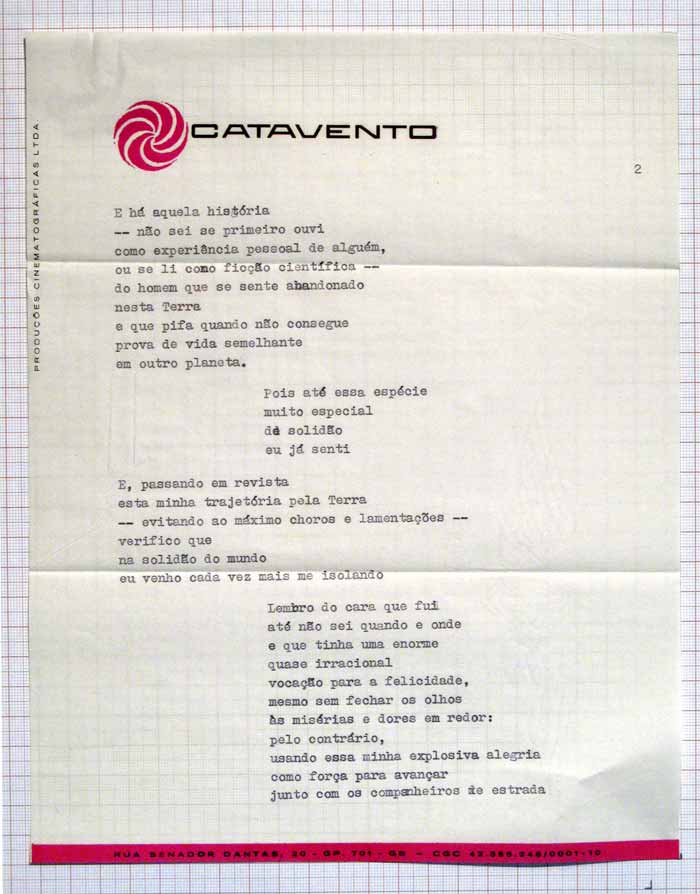 CATAVENTO
PRODUCÕES CINEMATOGRÁFICAS LTDA.
2
E há aquela história
-- não sei se primeiro ouvi
como experiência pessoal de alguém,
ou se li como ficção científica --
do homem que se sente abandonado
nesta Terra
e que pifa quando não consegue
prova de vida semelhante
em outro planeta.
Pois até essa espécie
muito especial
de solidão
eu já senti
E, passando em revista
esta minha trajetória pela Terra
-- evitando ao máximo choros e lamentações --
verifico que
na solidão do mundo
eu venho cada vez mais me isolando
Lembro do cara que fui
até não sei quando e onde
e que tinha uma enorme
quase irracional
vocação para a felicidade,
mesmo sem fechar os olhos
às misérias e dores em redor:
pelo contrário,
usando essa minha explosiva alegria
como força para avançar
junto com os companheiros de estrada
RUA SENADOR DANTAS, 20 - GP. 701 - GB - CGC